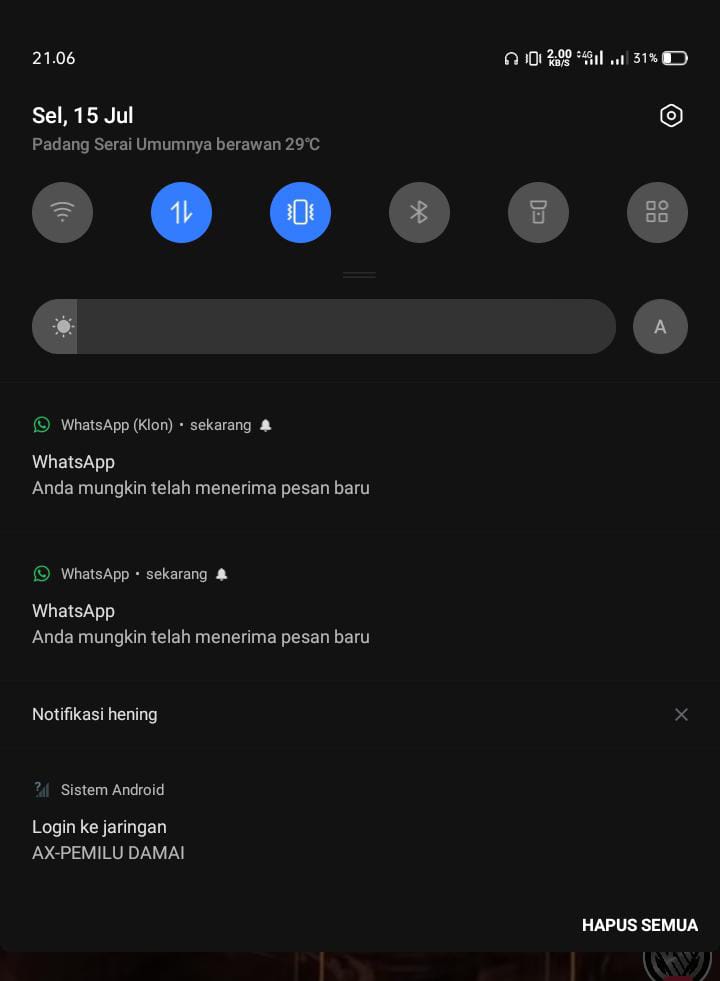 21.06
2.00
KB/S
4G
31%
Sel, 15 Jul
Padang Serai Umumnya berawan 29°C
A
WhatsApp (Klon) • sekarang
WhatsApp
Anda mungkin telah menerima pesan baru
WhatsApp • sekarang
WhatsApp
Anda mungkin telah menerima pesan baru
Notifikasi hening
?
Sistem Android
Login ke jaringan
AX-PEMILU DAMAI
HAPUS SEMUA